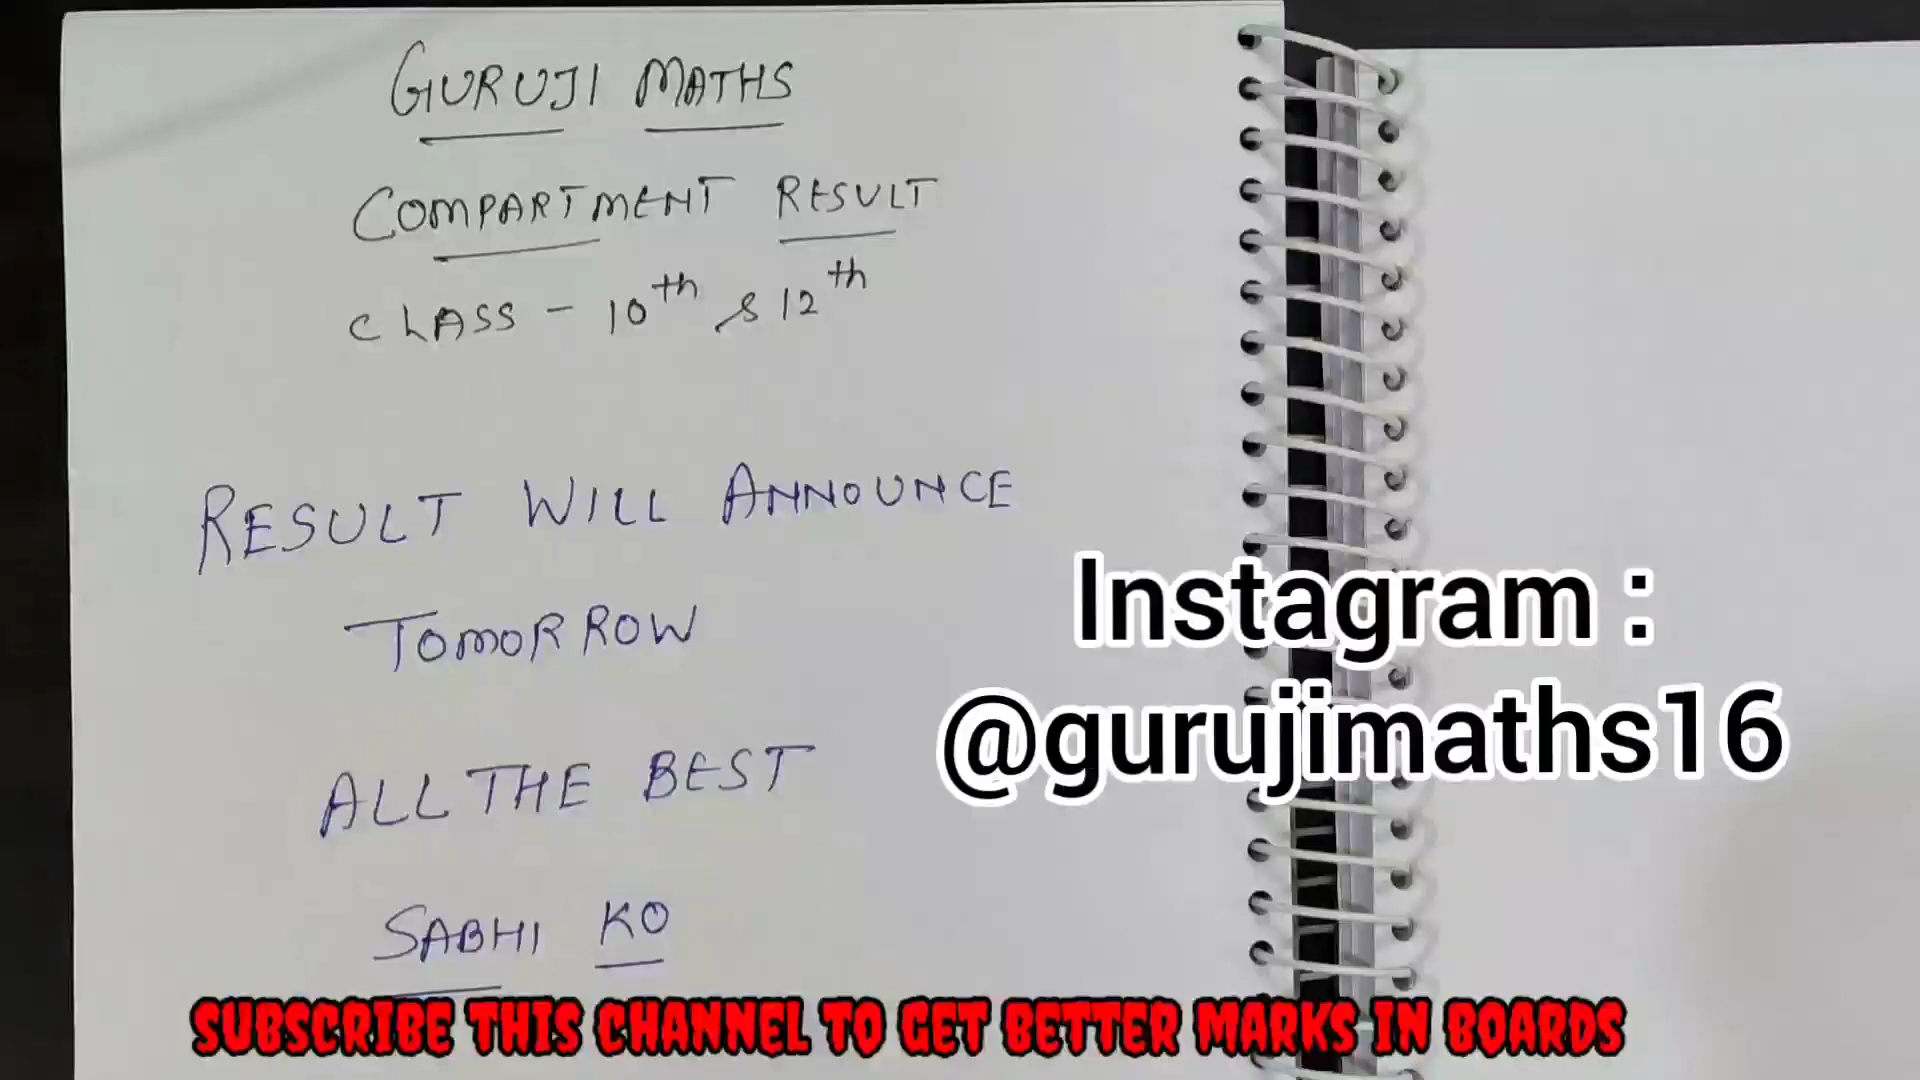 GURUJI MATHS
COMPARTMENT RESULT
CLASS - 10th & 12th
RESULT WILL ANNOUNCE
TOMORROW
ALL THE BEST
SABHI KO
Instagram :
@gurujimaths16
SUBSCRIBE THIS CHANNEL TO GET BETTER MARKS IN BOARDS